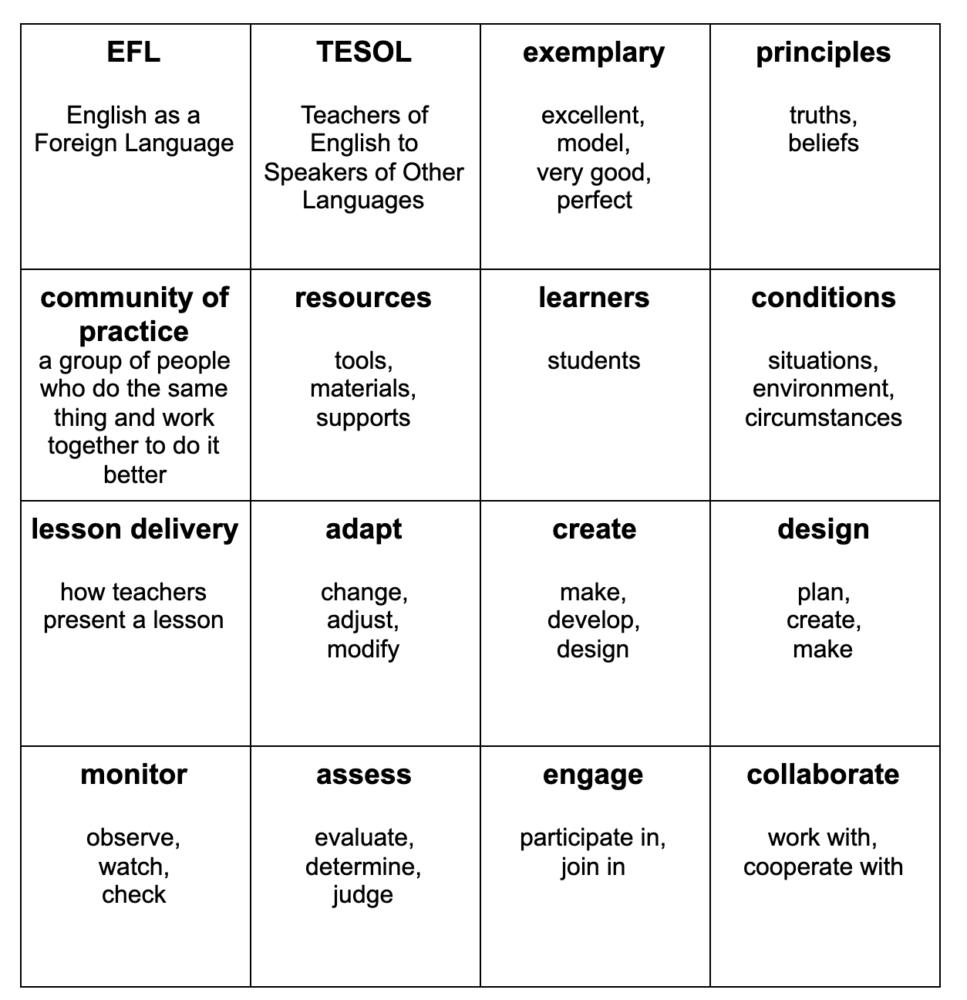 EFL
English as a
Foreign Language
TESOL
Teachers of
English to
Speakers of Other
Languages
exemplary
excellent,
model,
very good,
perfect
principles
truths,
beliefs
community of
practice
a group of people
who do the same
thing and work
together to do it
better
resources
tools,
materials,
supports
learners
students
conditions
situations,
environment,
circumstances
lesson delivery
how teachers
present a lesson
adapt
change,
adjust,
modify
create
make,
develop,
design
design
plan,
create,
make
monitor
observe,
watch,
check
assess
evaluate,
determine,
judge
engage
participate in,
join in
collaborate
work with,
cooperate with